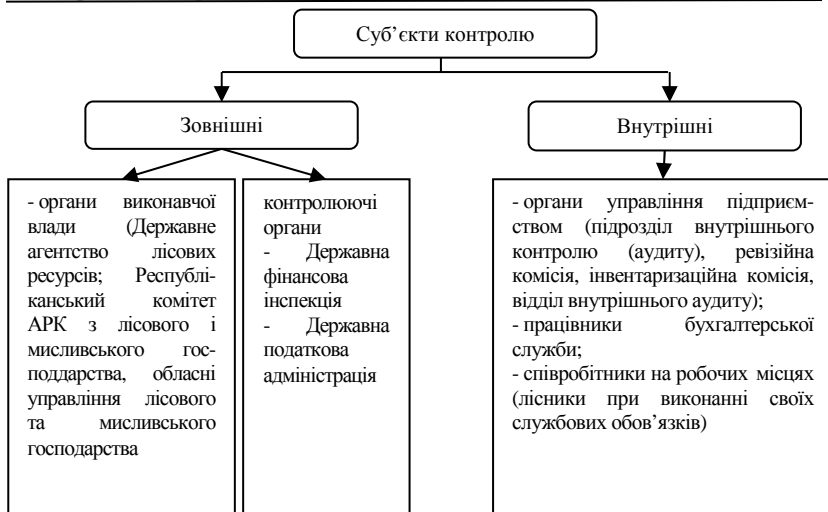 Суб’єкти контролю
Зовнішні
Внутрішні
- органи виконавчої
влади (Державне
агентство лісових
ресурсів; Республі-
канський комітет
АРК з лісового і
мисливського гос-
поддарства, обласні
управління лісового
та мисливського
господарства
контролюючі
органи
- Державна
фінансова
інспекція
- Державна
податкова
адміністрація
- органи управління підприєм-
ством (підрозділ внутрішнього
контролю (аудиту), ревізійна
комісія, інвентаризаційна комісія,
відділ внутрішнього аудиту);
- працівники бухгалтерської
служби;
- співробітники на робочих місцях
(лісники при виконанні своїх
службових обов’язків)